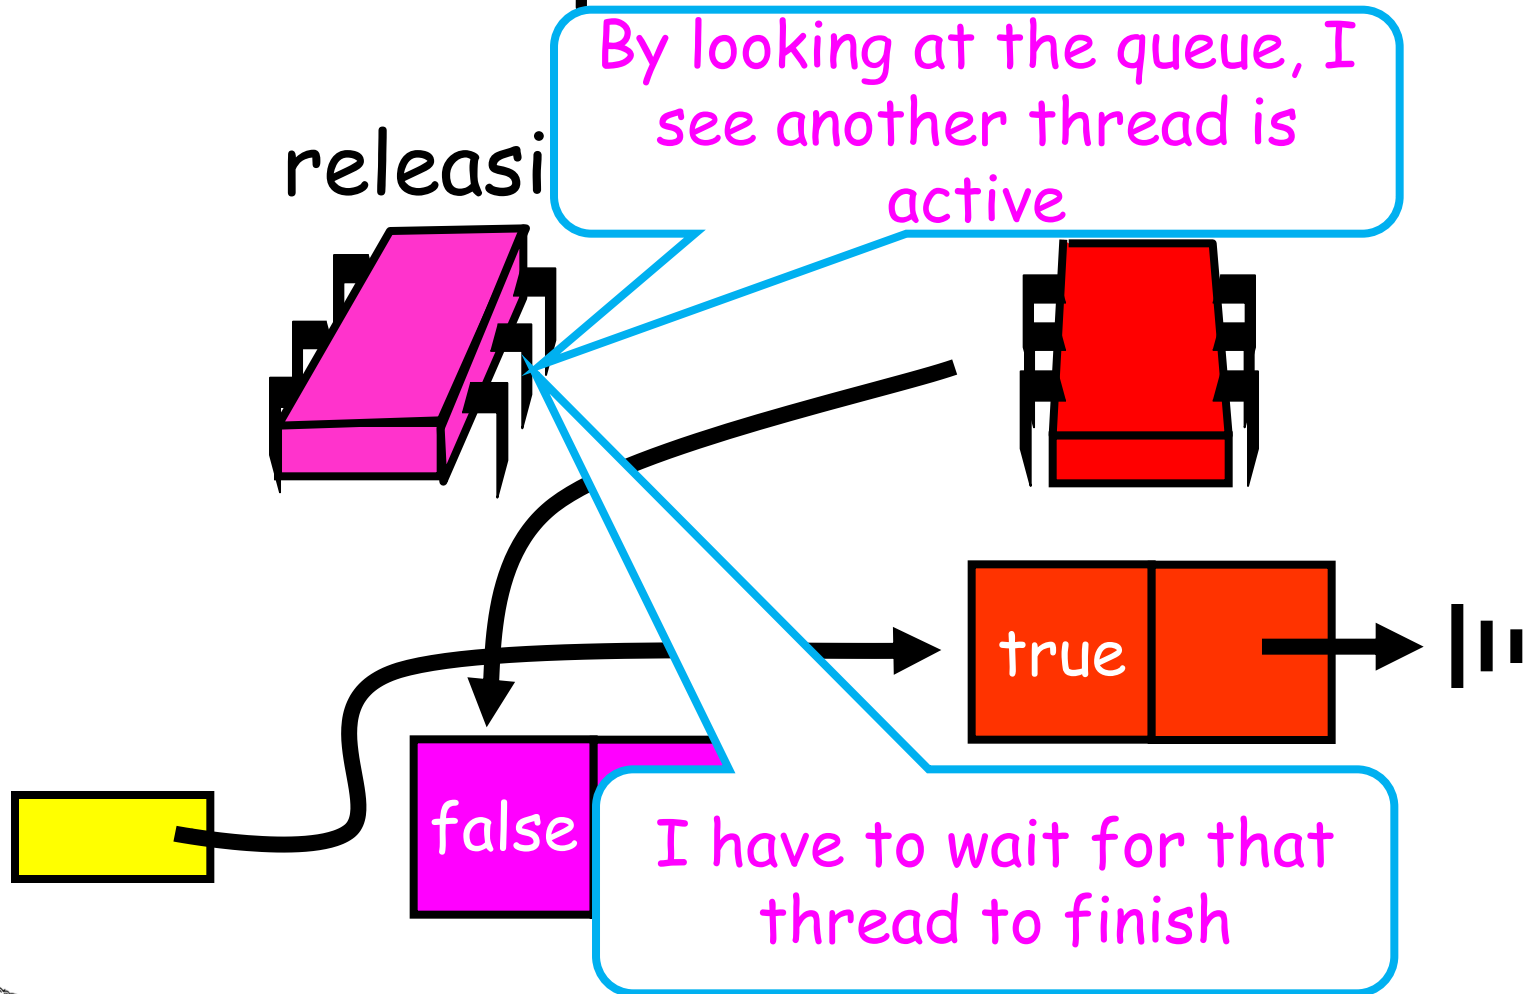 By looking at the queue, I
see another thread is
active
releasi
true
false
I have to wait for that
thread to finish